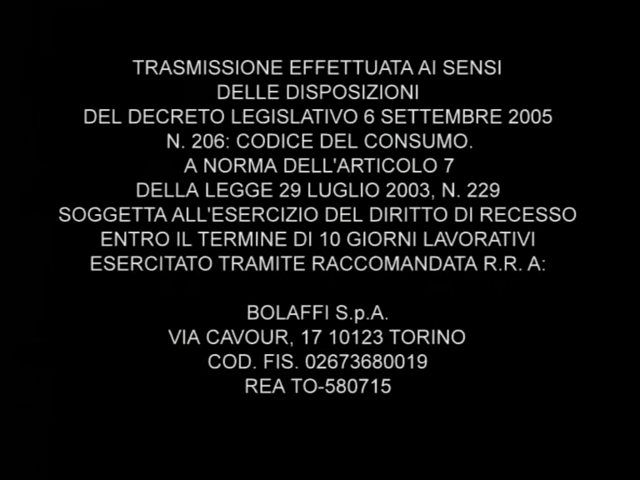 TRASMISSIONE EFFETTUATA AI SENSI
DELLE DISPOSIZIONI
DEL DECRETO LEGISLATIVO 6 SETTEMBRE 2005
N. 206: CODICE DEL CONSUMO.
A NORMA DELL'ARTICOLO 7
DELLA LEGGE 29 LUGLIO 2003, N. 229
SOGGETTA ALL'ESERCIZIO DEL DIRITTO DI RECESSO
ENTRO IL TERMINE DI 10 GIORNI LAVORATIVI
ESERCITATO TRAMITE RACCOMANDATA R.R. A:
BOLAFFI S.p.A.
VIA CAVOUR, 17 10123 TORINO
COD. FIS. 02673680019
REA TO-580715